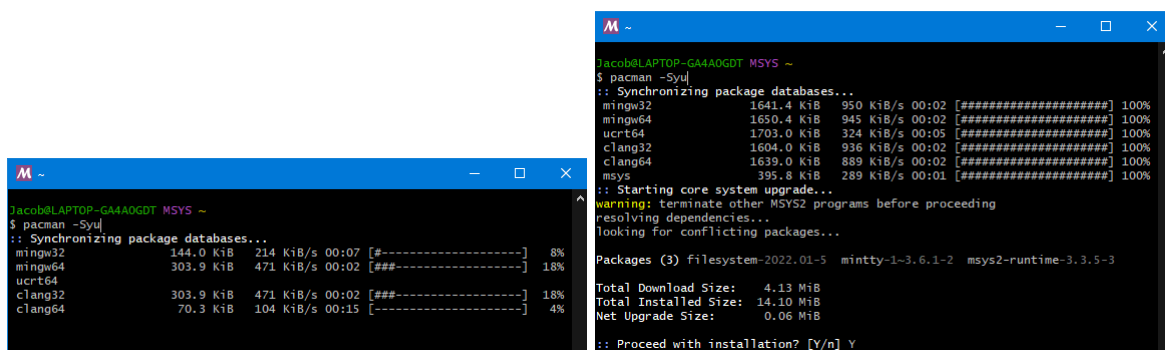 ~
Jacob@LAPTOP-GA4A0GDT MSYS ~
$ pacman -Syu
:: Synchronizing package databases...
mingw32 144.0 KiB 214 KiB/s 00:07 [#---------------------] 8%
mingw64 303.9 KiB 471 KiB/s 00:02 [###-------------------] 18%
ucrt64
clang32 303.9 KiB 471 KiB/s 00:02 [###-------------------] 18%
clang64 70.3 KiB 104 KiB/s 00:15 [----------------------] 4%
~
Jacob@LAPTOP-GA4A0GDT MSYS ~
$ pacman -Syu
:: Synchronizing package databases...
mingw32 1641.4 KiB 950 KiB/s 00:02 [######################] 100%
mingw64 1650.4 KiB 945 KiB/s 00:02 [######################] 100%
ucrt64 1703.0 KiB 324 KiB/s 00:05 [######################] 100%
clang32 1604.0 KiB 936 KiB/s 00:02 [######################] 100%
clang64 1639.0 KiB 889 KiB/s 00:02 [######################] 100%
msys 395.8 KiB 289 KiB/s 00:01 [######################] 100%
:: Starting core system upgrade...
warning: terminate other MSYS2 programs before proceeding
resolving dependencies...
looking for conflicting packages...
Packages (3) filesystem-2022.01-5 mintty-1~3.6.1-2 msys2-runtime-3.3.5-3
Total Download Size: 4.13 MiB
Total Installed Size: 14.10 MiB
Net Upgrade Size: 0.06 MiB
:: Proceed with installation? [Y/n] Y